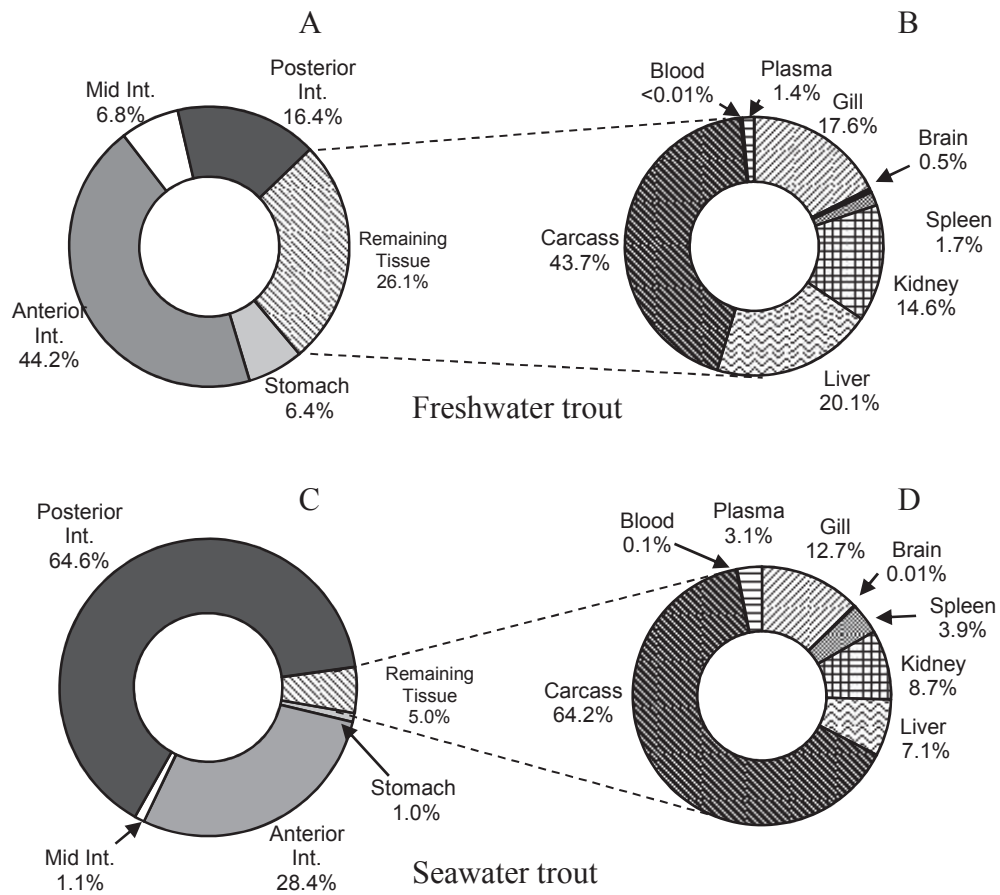 A
Mid Int.
6.8%
Posterior
Int.
16.4%
Remaining
Tissue
26.1%
Anterior
Int.
44.2%
Stomach
6.4%
B
Blood
<0.01%
Plasma
1.4%
Gill
17.6%
Brain
0.5%
Spleen
1.7%
Carcass
43.7%
Kidney
14.6%
Liver
20.1%
Freshwater trout
C
Posterior
Int.
64.6%
Remaining
Tissue
5.0%
Stomach
1.0%
Anterior
Int.
28.4%
Mid Int.
1.1%
D
Blood
0.1%
Plasma
3.1%
Gill
12.7%
Brain
0.01%
Spleen
3.9%
Kidney
8.7%
Carcass
64.2%
Liver
7.1%
Seawater trout